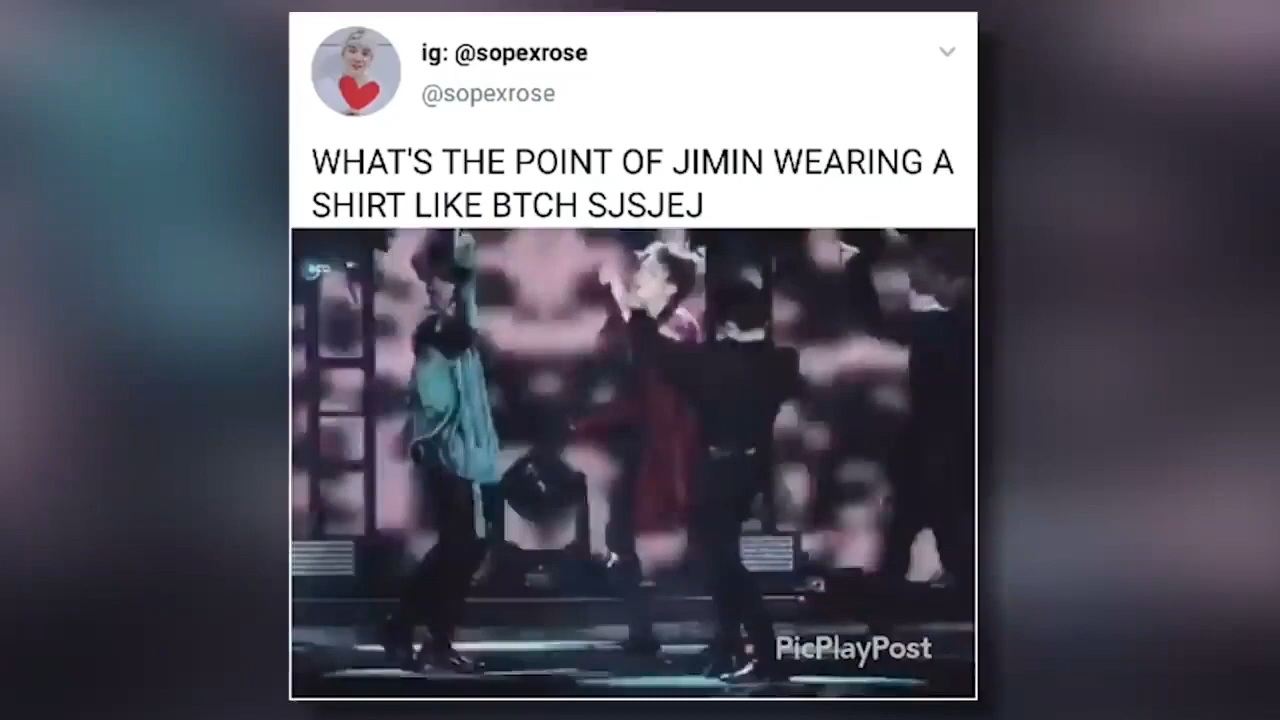 ig: @sopexrose
@sopexrose
WHAT'S THE POINT OF JIMIN WEARING A
SHIRT LIKE BTCH SJSJEJ
PicPlayPost